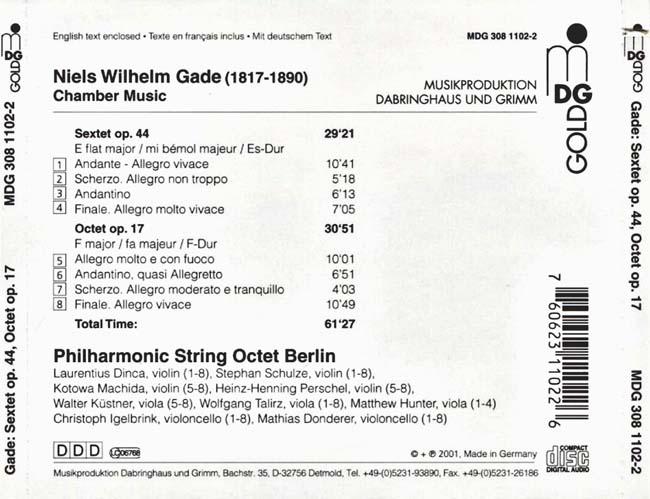 English text enclosed • Texte en français inclus • Mit deutschem Text
MDG 308 1102-2
Niels Wilhelm Gade (1817-1890)
Chamber Music
MUSIKPRODUKTION
DABRINGHAUS UND GRIMM
DG
GOLD
Sextet op. 44 29'21
E flat major / mi bémol majeur / Es-Dur
1 Andante - Allegro vivace 10'41
2 Scherzo. Allegro non troppo 5'18
3 Andantino 6'13
4 Finale. Allegro molto vivace 7'05
Octet op. 17 30'51
F major / fa majeur / F-Dur
5 Allegro molto e con fuoco 10'01
6 Andantino, quasi Allegretto 6'51
7 Scherzo. Allegro moderato e tranquillo 4'03
8 Finale. Allegro vivace 10'49
Total Time: 61'27
Philharmonic String Octet Berlin
Laurentius Dinca, violin (1-8), Stephan Schulze, violin (1-8),
Kotowa Machida, violin (5-8), Heinz-Henning Perschel, violin (5-8),
Walter Küstner, viola (5-8), Wolfgang Talirz, viola (1-8), Matthew Hunter, viola (1-4)
Christoph Igelbrink, violoncello (1-8), Mathias Donderer, violoncello (1-8)
DDD LC06768
© + ℗ 2001, Made in Germany
COMPACT
disc
DIGITAL AUDIO
Musikproduktion Dabringhaus und Grimm, Bachstr. 35, D-32756 Detmold, Tel. +49-(0)5231-93890, Fax. +49-(0)5231-26186
7 60623 11022 6
DG
GOLD
MDG 308 1102-2
Gade: Sextet op. 44, Octet op. 17
DG
GOLD
Gade: Sextet op. 44, Octet op. 17
MDG 308 1102-2